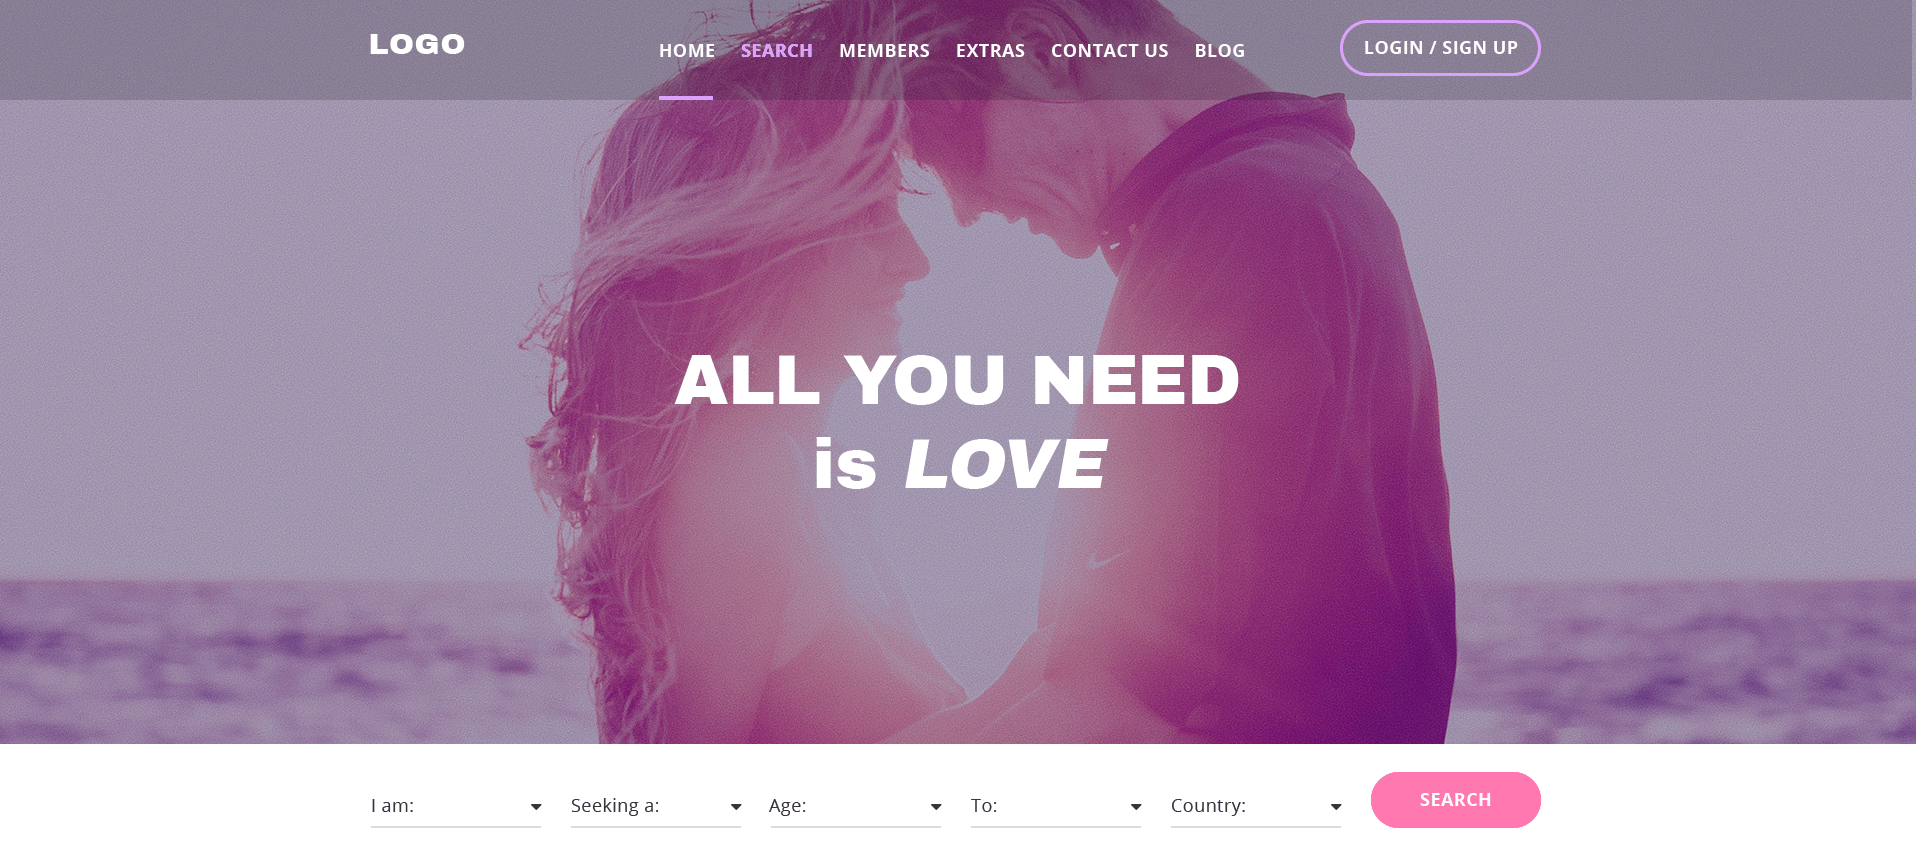 LOGO
HOME SEARCH MEMBERS EXTRAS CONTACT US BLOG
LOGIN / SIGN UP
ALL YOU NEED
is LOVE
I am:
Seeking a:
Age:
To:
Country:
SEARCH